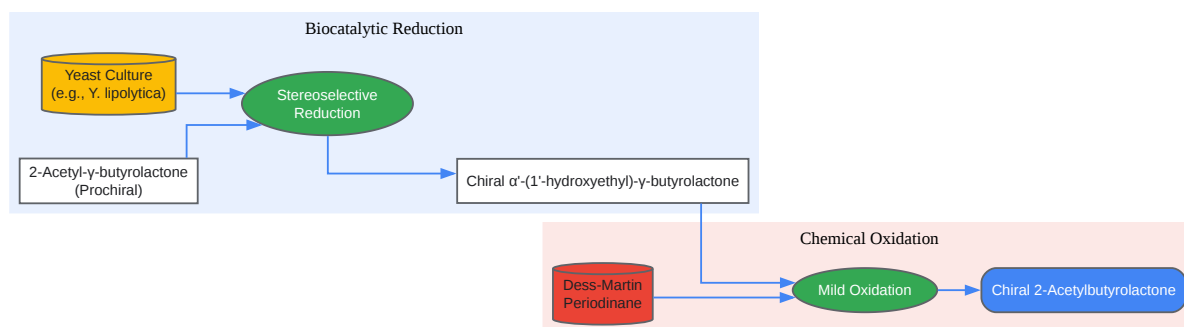 Biocatalytic Reduction
Yeast Culture
(e.g., Y. lipolytica)
Stereoselective
Reduction
2-Acetyl-γ-butyrolactone
(Prochiral)
Chiral α'-(1'-hydroxyethyl)-γ-butyrolactone
Chemical Oxidation
Dess-Martin
Periodinane
Mild Oxidation
Chiral 2-Acetylbutyrolactone